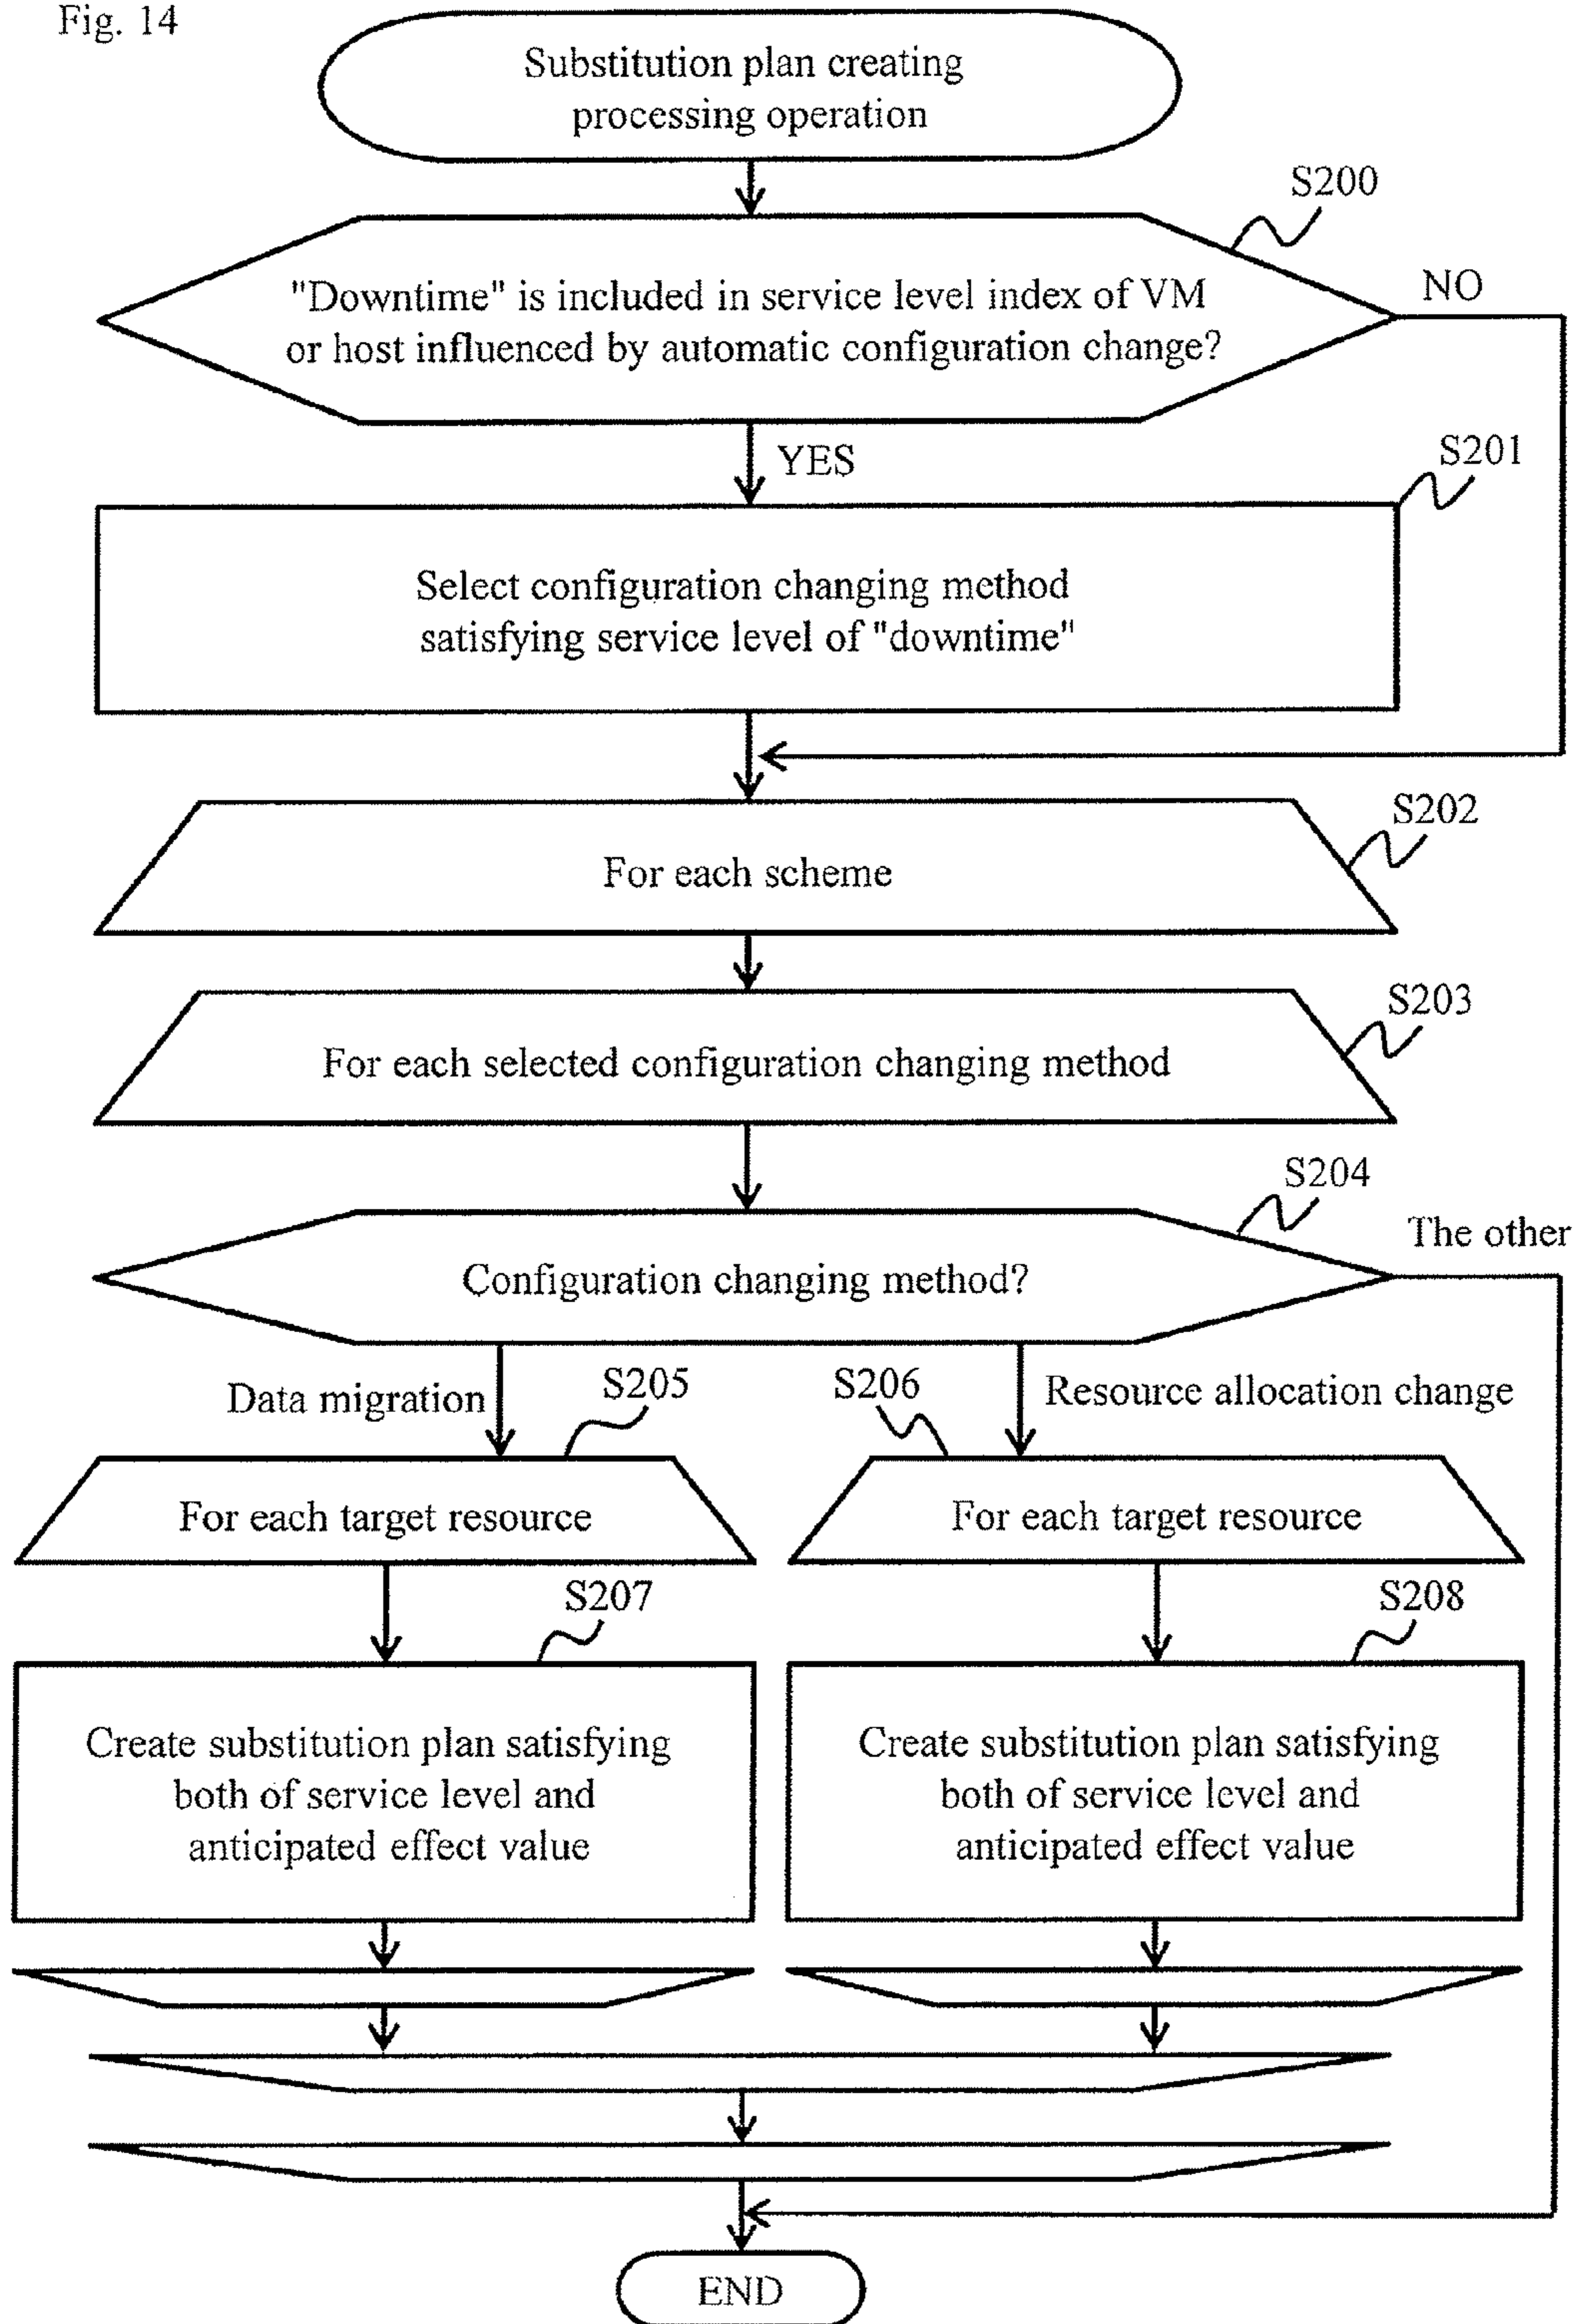 Fig. 14
Substitution plan creating
processing operation
S200
"Downtime" is included in service level index of VM
or host influenced by automatic configuration change?
NO
YES
S201
Select configuration changing method
satisfying service level of "downtime"
S202
For each scheme
S203
For each selected configuration changing method
S204
The other
Configuration changing method?
Data migration
S205
S206
Resource allocation change
For each target resource
For each target resource
S207
S208
Create substitution plan satisfying
both of service level and
anticipated effect value
Create substitution plan satisfying
both of service level and
anticipated effect value
END